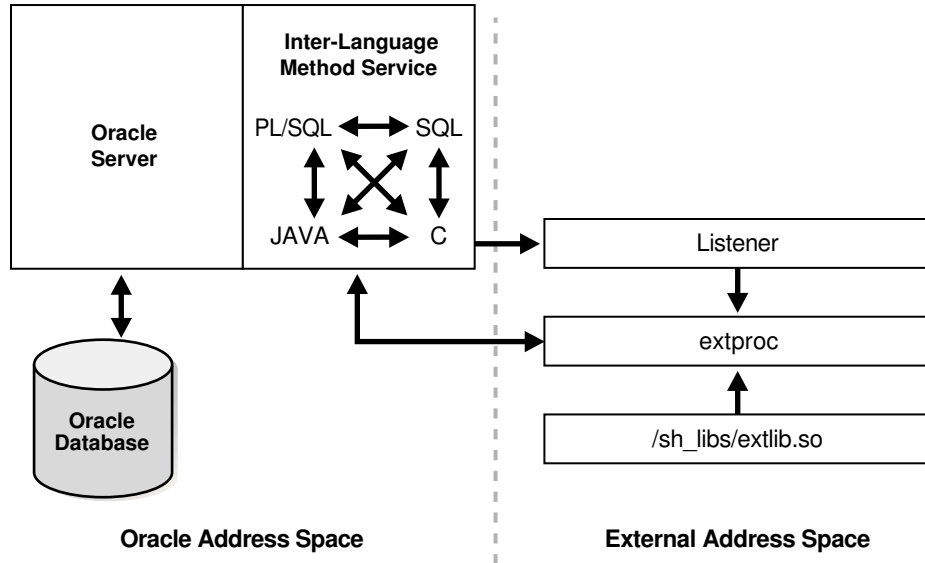 Inter-Language
Method Service
Oracle
Server
PL/SQL
SQL
JAVA
C
Listener
extproc
/sh_libs/extlib.so
Oracle
Database
Oracle Address Space
External Address Space